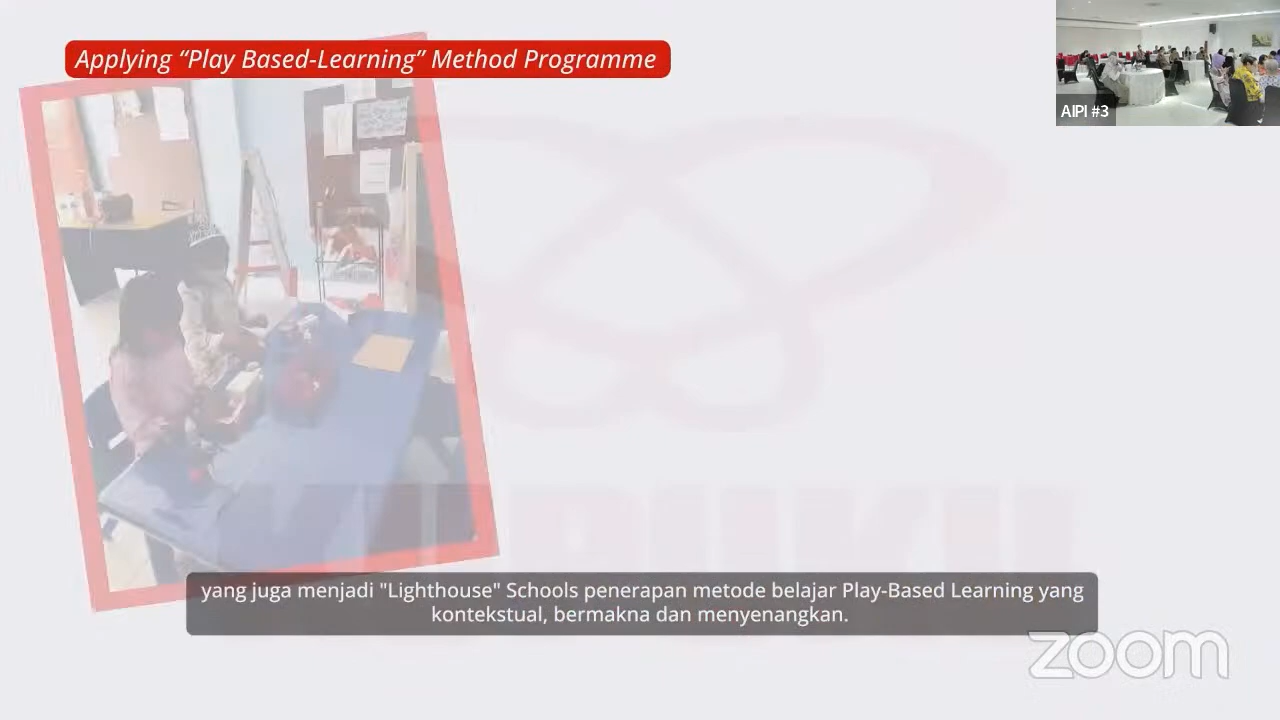 Applying “Play Based-Learning” Method Programme
AIPI #3
yang juga menjadi "Lighthouse" Schools penerapan metode belajar Play-Based Learning yang
kontekstual, bermakna dan menyenangkan.
zoom